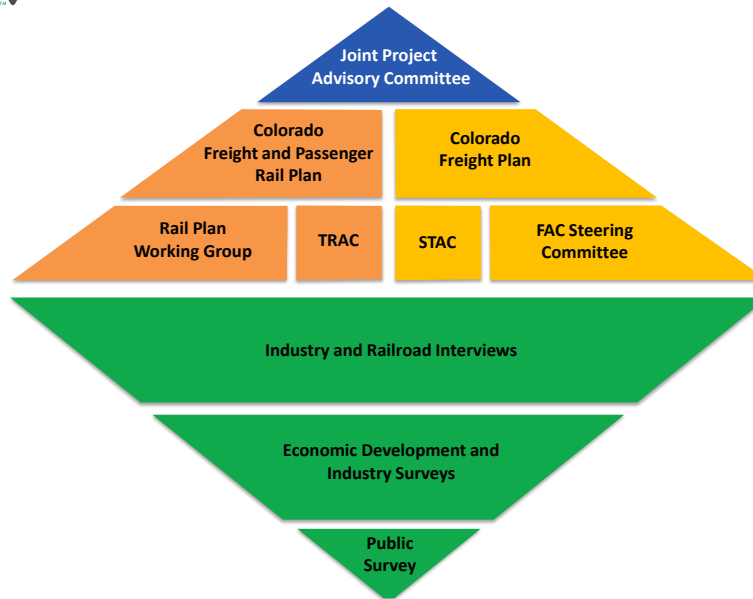 Joint Project
Advisory Committee
Colorado
Freight and Passenger
Rail Plan
Colorado
Freight Plan
Rail Plan
Working Group
TRAC
STAC
FAC Steering
Committee
Industry and Railroad Interviews
Economic Development and
Industry Surveys
Public
Survey